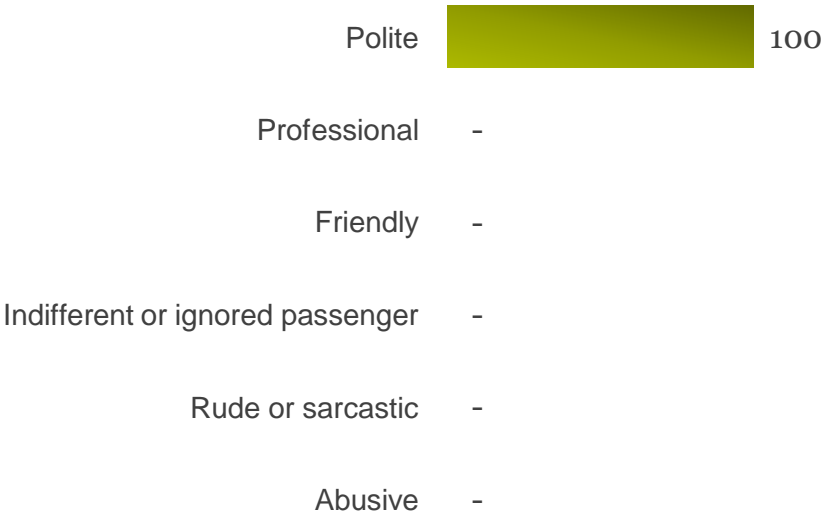 Polite 100
Professional -
Friendly -
Indifferent or ignored passenger -
Rude or sarcastic -
Abusive -